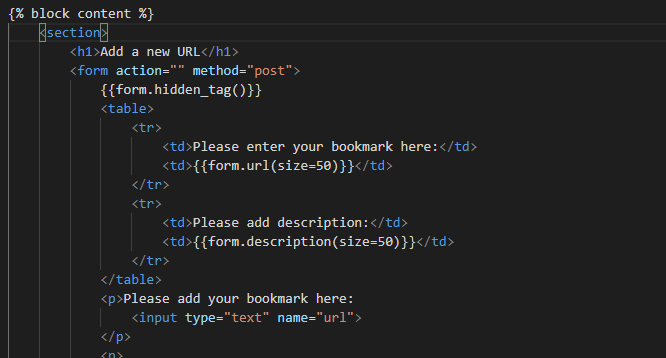 {% block content %}
<section>
<h1>Add a new URL</h1>
<form action="" method="post">
{{form.hidden_tag()}}
<table>
<tr>
<td>Please enter your bookmark here:</td>
<td>{{form.url(size=50)}}</td>
</tr>
<tr>
<td>Please add description:</td>
<td>{{form.description(size=50)}}</td>
</tr>
</table>
<p>Please add your bookmark here:
<input type="text" name="url">
</p>
<p>